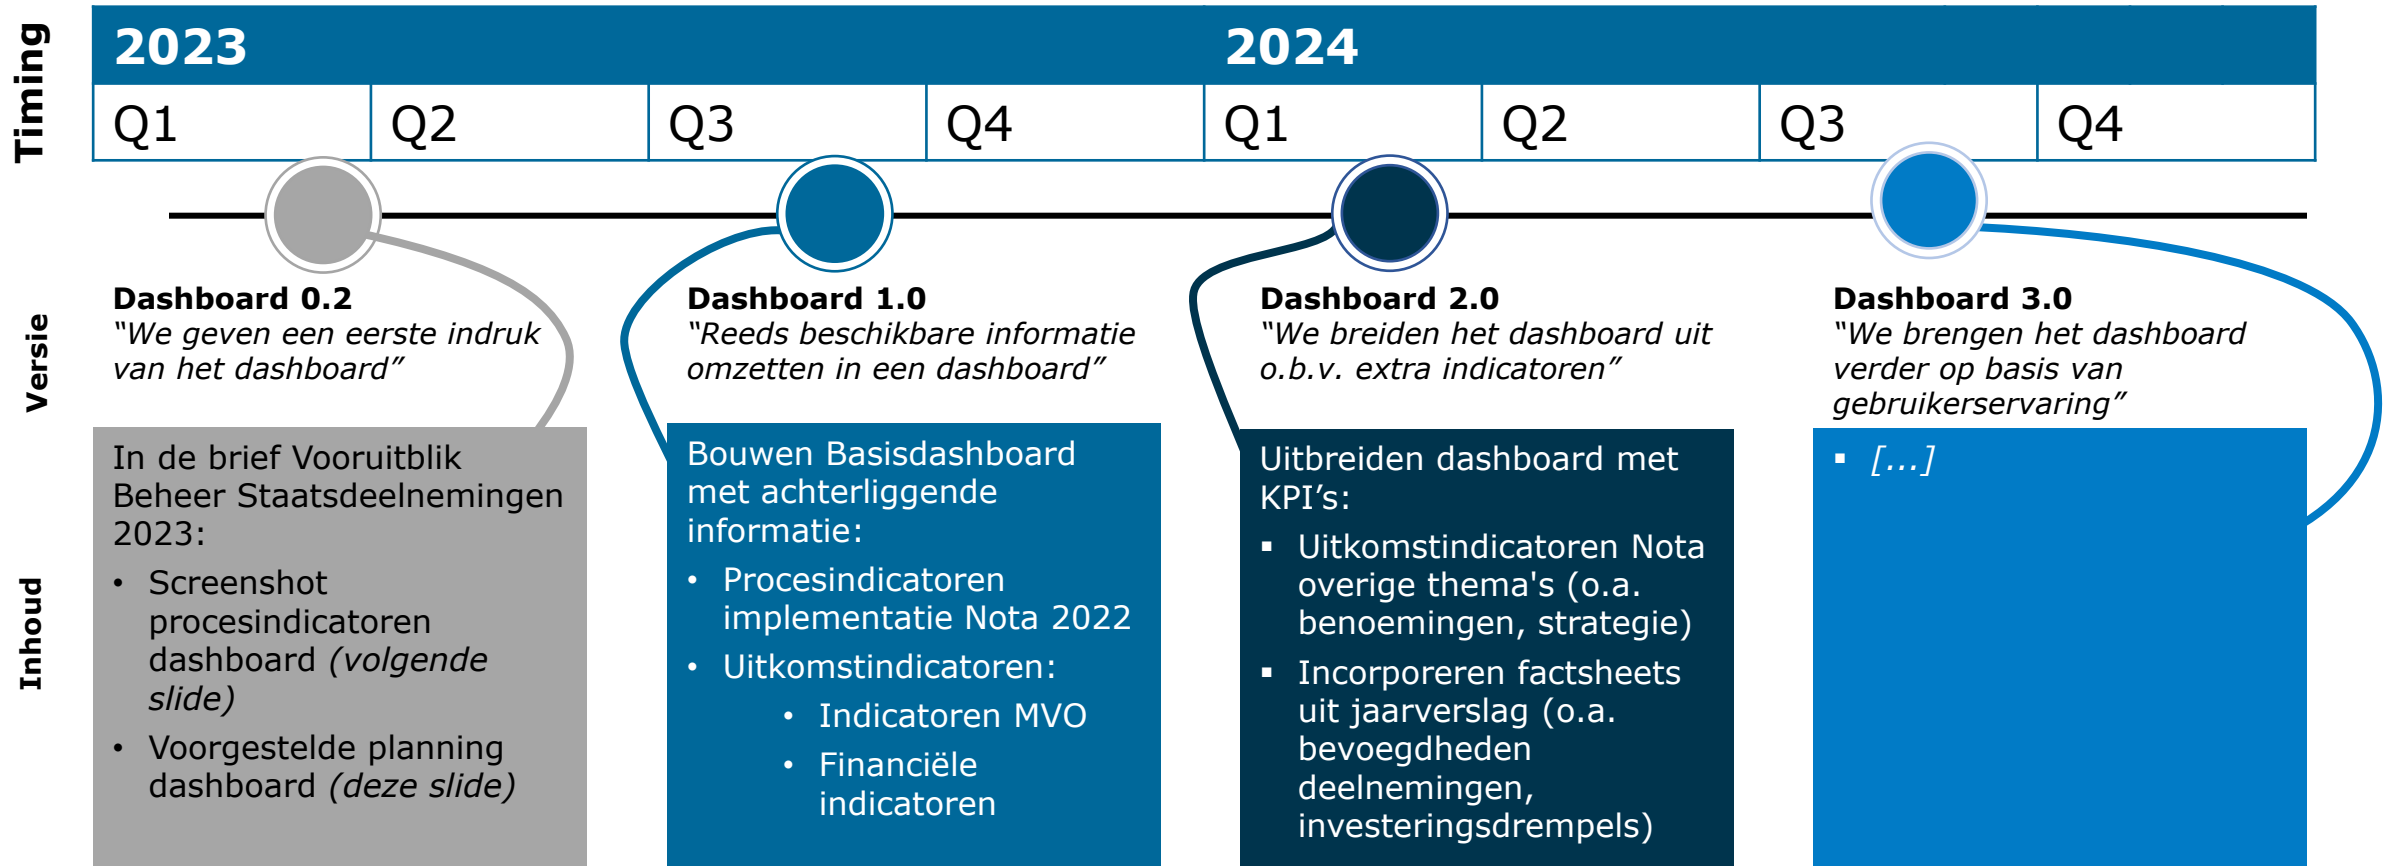 Timing
2023
2024
Q1
Q2
Q3
Q4
Q1
Q2
Q3
Q4
Versie
Dashboard 0.2
“We geven een eerste indruk
van het dashboard”
Dashboard 1.0
“Reeds beschikbare informatie
omzetten in een dashboard”
Dashboard 2.0
“We breiden het dashboard uit
o.b.v. extra indicatoren”
Dashboard 3.0
“We brengen het dashboard
verder op basis van
gebruikerservaring”
Inhoud
In de brief Vooruitblik
Beheer Staatsdeelnemingen
2023:
• Screenshot
procesindicatoren
dashboard (volgende
slide)
• Voorgestelde planning
dashboard (deze slide)
Bouwen Basisdashboard
met achterliggende
informatie:
• Procesindicatoren
implementatie Nota 2022
• Uitkomstindicatoren:
• Indicatoren MVO
• Financiële
indicatoren
Uitbreiden dashboard met
KPI’s:
▪ Uitkomstindicatoren Nota
overige thema's (o.a.
benoemingen, strategie)
▪ Incorporeren factsheets
uit jaarverslag (o.a.
bevoegdheden
deelnemingen,
investeringsdrempels)
▪ [...]